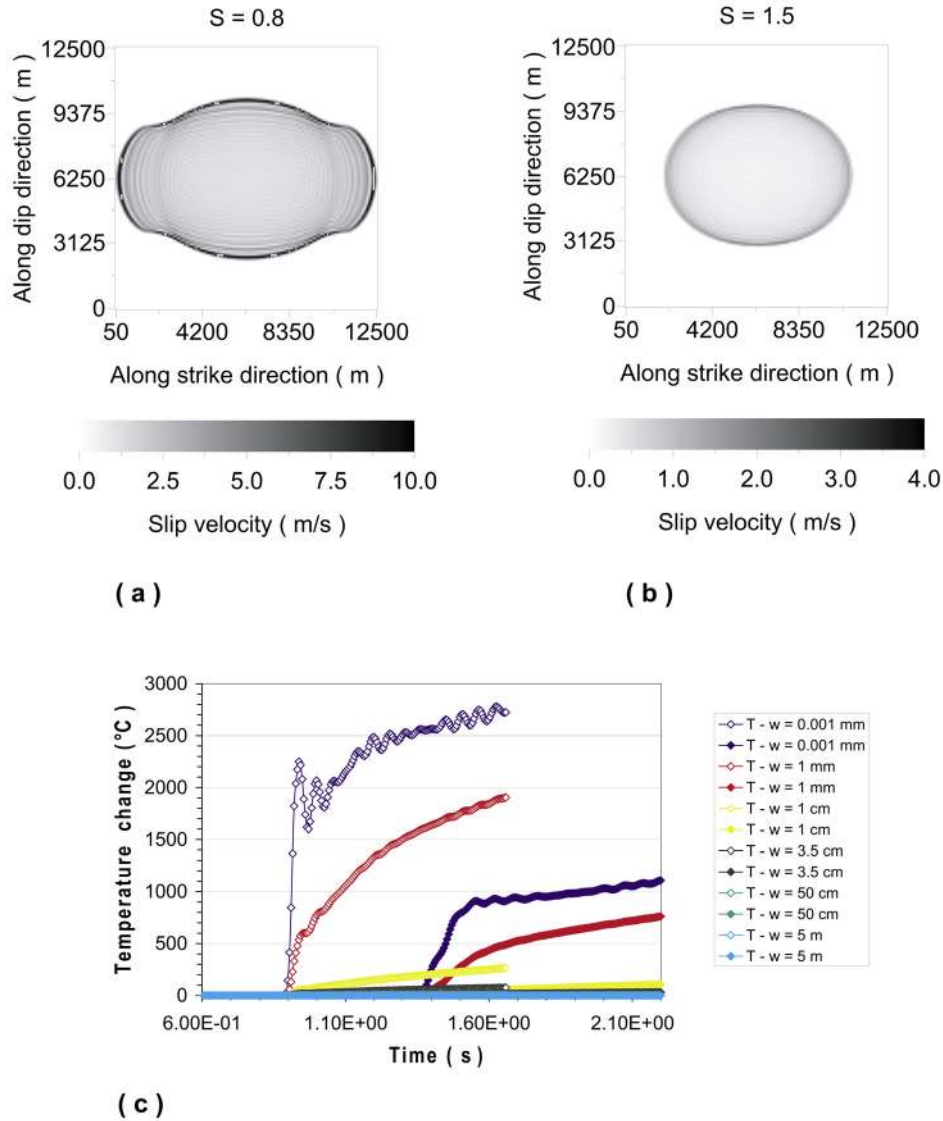 S = 0.8
Along dip direction ( m )
12500
9375
6250
3125
0
50 4200 8350 12500
Along strike direction ( m )
0.0 2.5 5.0 7.5 10.0
Slip velocity ( m/s )
( a )
S = 1.5
Along dip direction ( m )
12500
9375
6250
3125
0
50 4200 8350 12500
Along strike direction ( m )
0.0 1.0 2.0 3.0 4.0
Slip velocity ( m/s )
( b )
Temperature change ( °C )
3000
2500
2000
1500
1000
500
0
6.00E-01 1.10E+00 1.60E+00 2.10E+00
Time ( s )
T - w = 0.001 mm
T - w = 0.001 mm
T - w = 1 mm
T - w = 1 mm
T - w = 1 cm
T - w = 1 cm
T - w = 3.5 cm
T - w = 3.5 cm
T - w = 50 cm
T - w = 50 cm
T - w = 5 m
T - w = 5 m
( c )